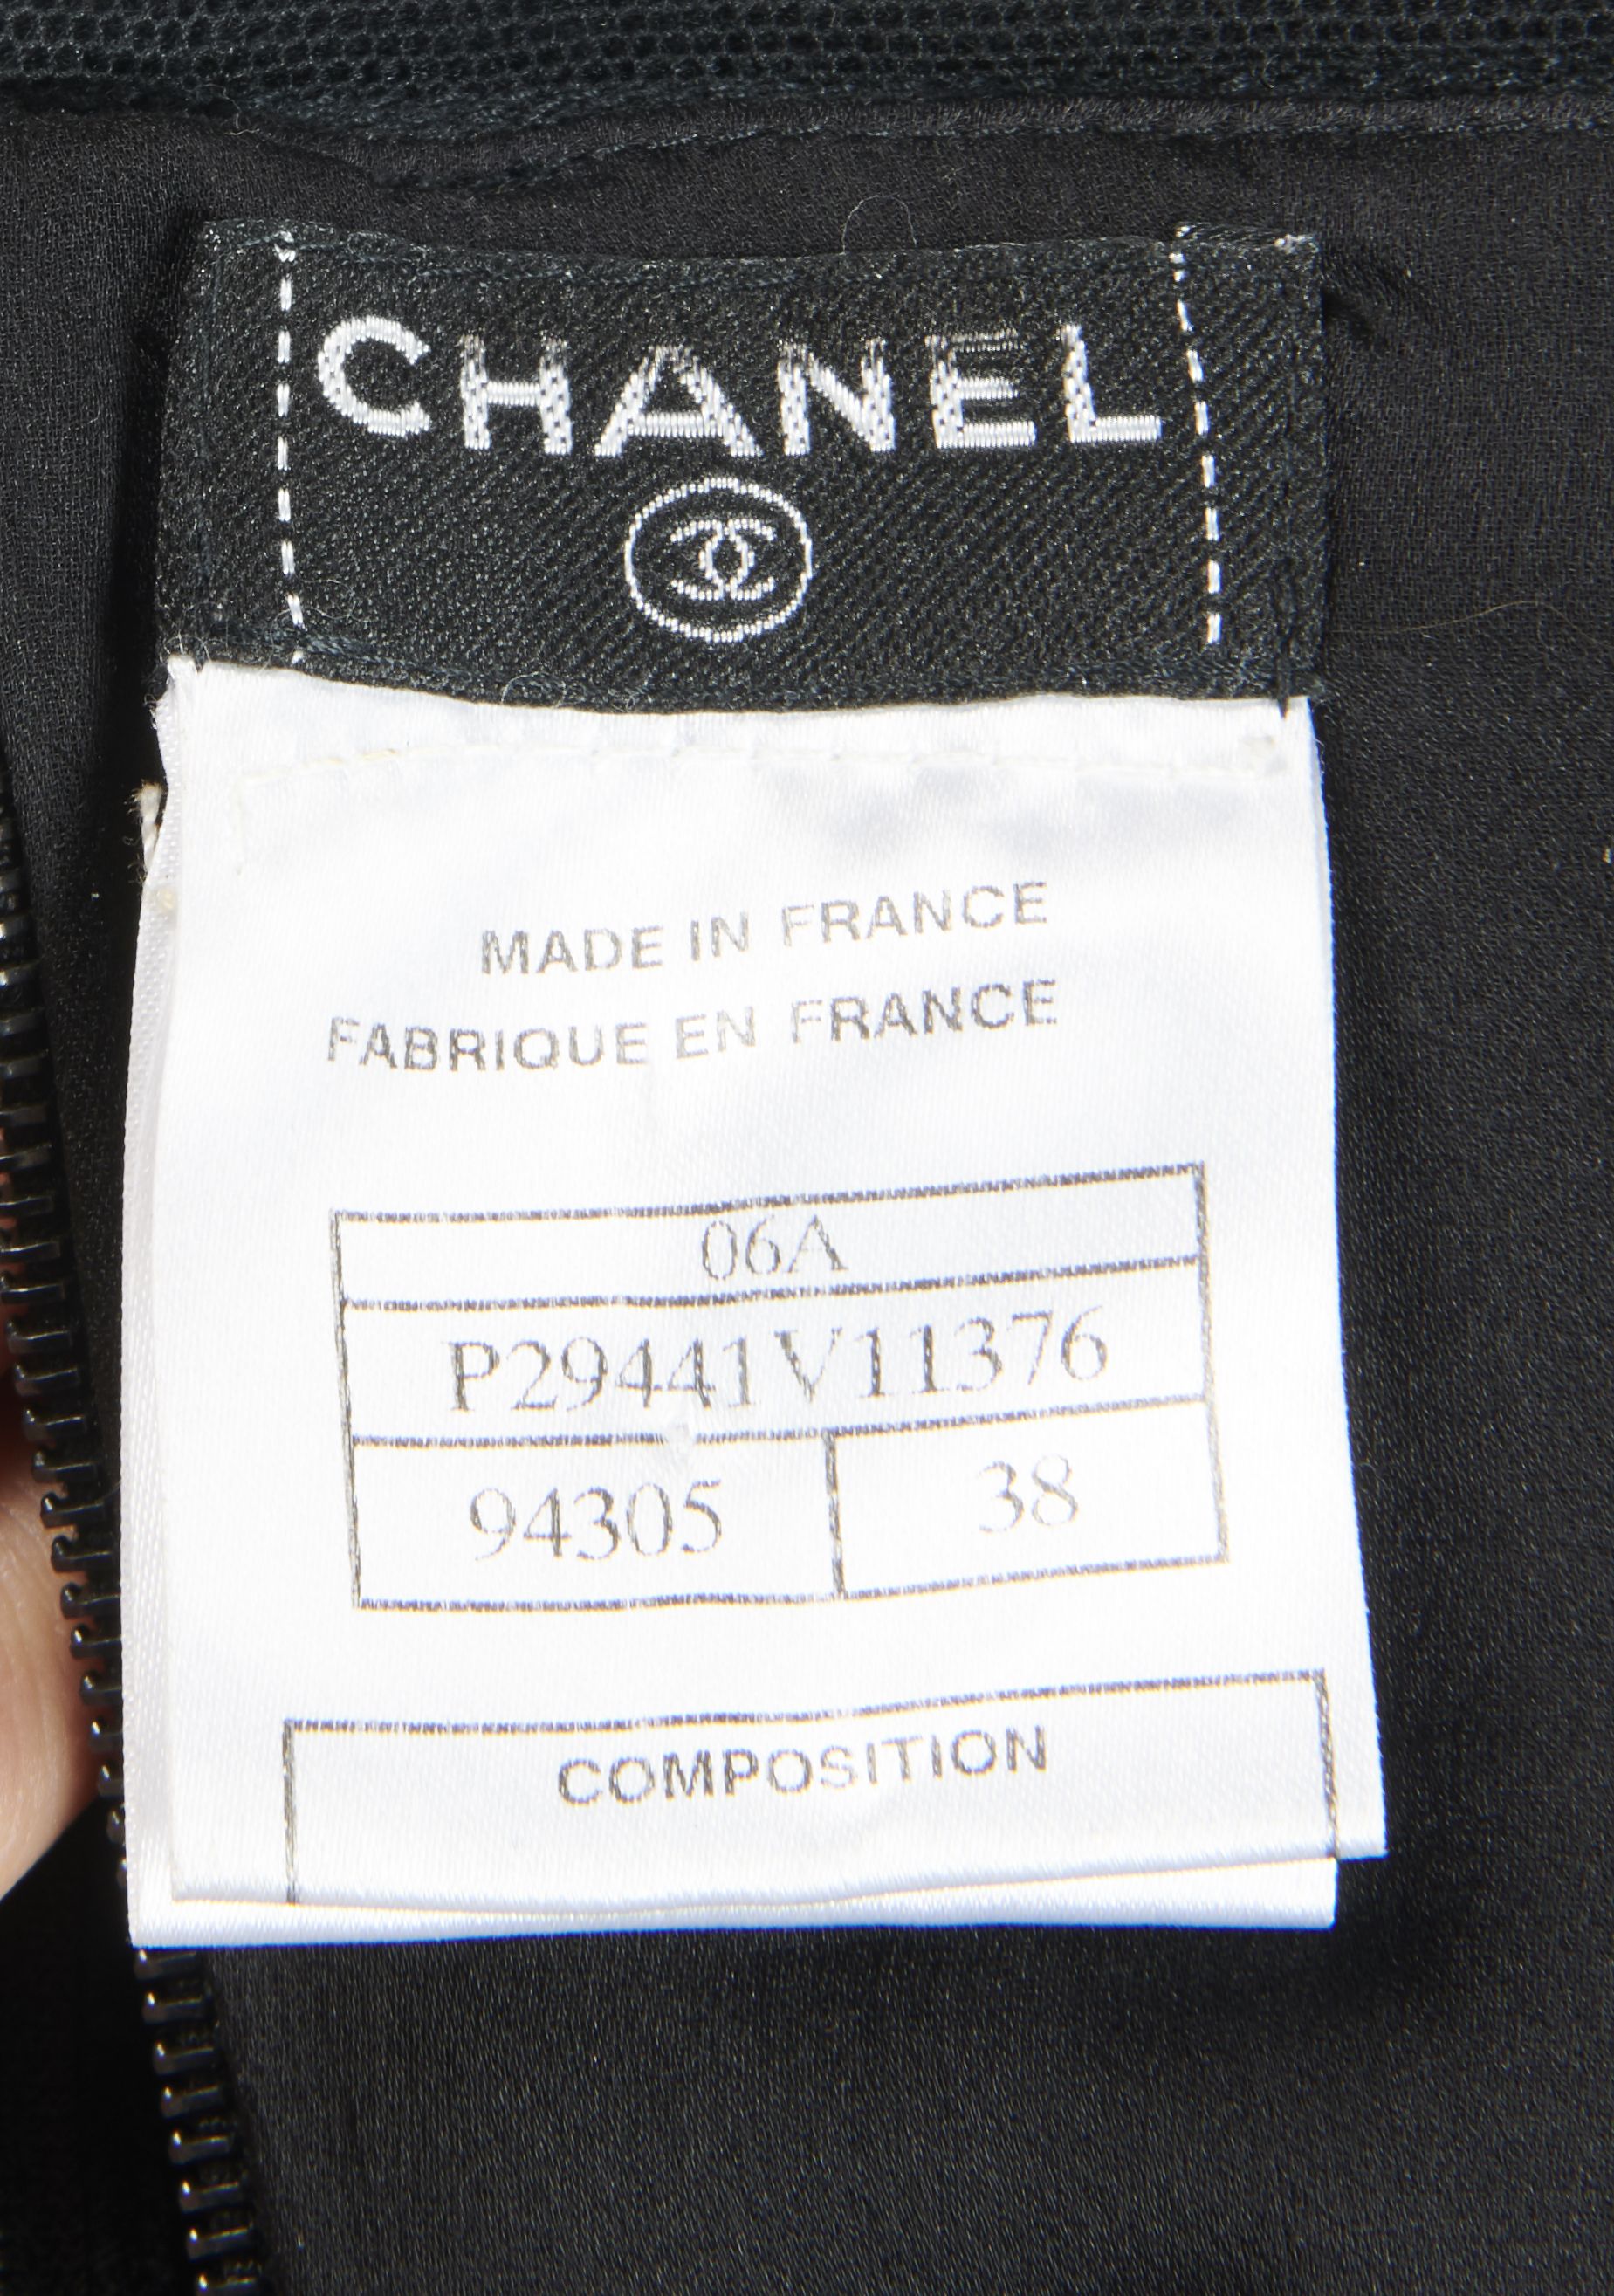 CHANEL
MADE IN FRANCE
FABRIQUE EN FRANCE
06A
P29441V11376
94305 38
COMPOSITION